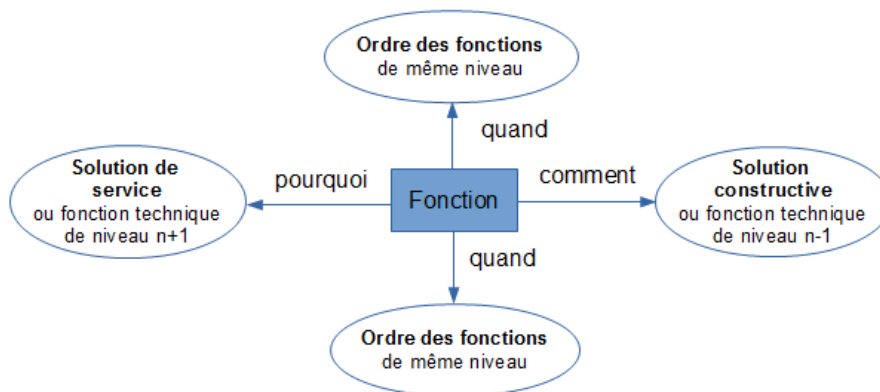 Ordre des fonctions
de même niveau
quand
Solution de
service
ou fonction technique
de niveau n+1
pourquoi
Fonction
comment
Solution
constructive
ou fonction technique
de niveau n-1
quand
Ordre des fonctions
de même niveau